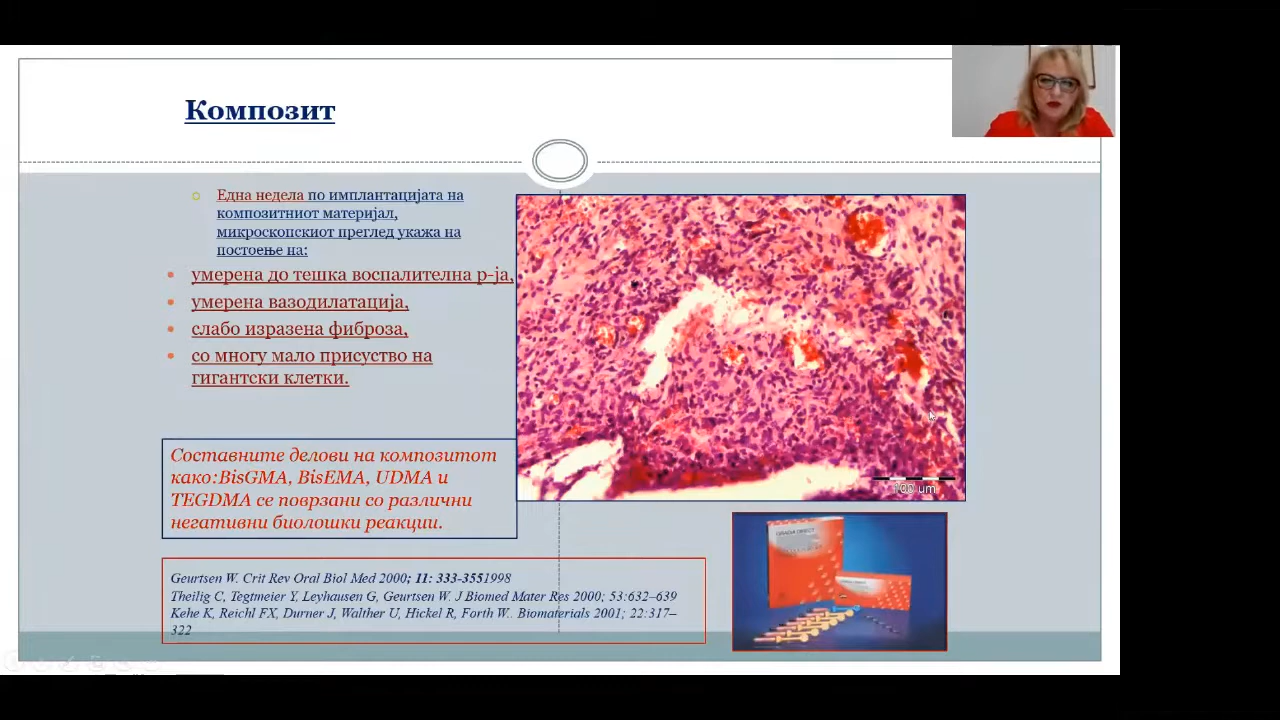 Композит
Една недела по имплантацијата на
композитниот материјал,
микроскопскиот преглед укажа на
постоење на:
умерена до тешка воспалителна р-ја,
умерена вазодилатација,
слабо изразена фиброза,
со многу мало присуство на
гигантски клетки.
100 um
Составните делови на композитот
како:BisGMA, BisEMA, UDMA и
TEGDMA се поврзани со различни
негативни биолошки реакции.
GRADIA DIRECT
Geurtsen W. Crit Rev Oral Biol Med 2000; 11: 333-3551998
Theilig C, Tegtmeier Y, Leyhausen G, Geurtsen W. J Biomed Mater Res 2000; 53:632–639
Kehe K, Reichl FX, Durner J, Walther U, Hickel R, Forth W.. Biomaterials 2001; 22:317–
322